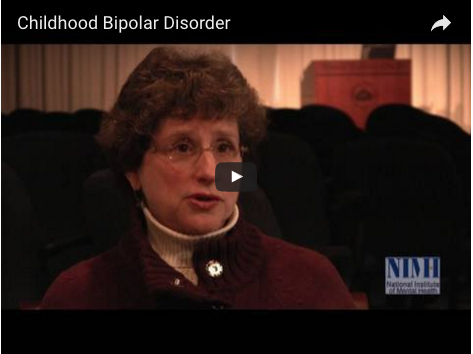 Childhood Bipolar Disorder
NIMH
National Institute
of Mental Health